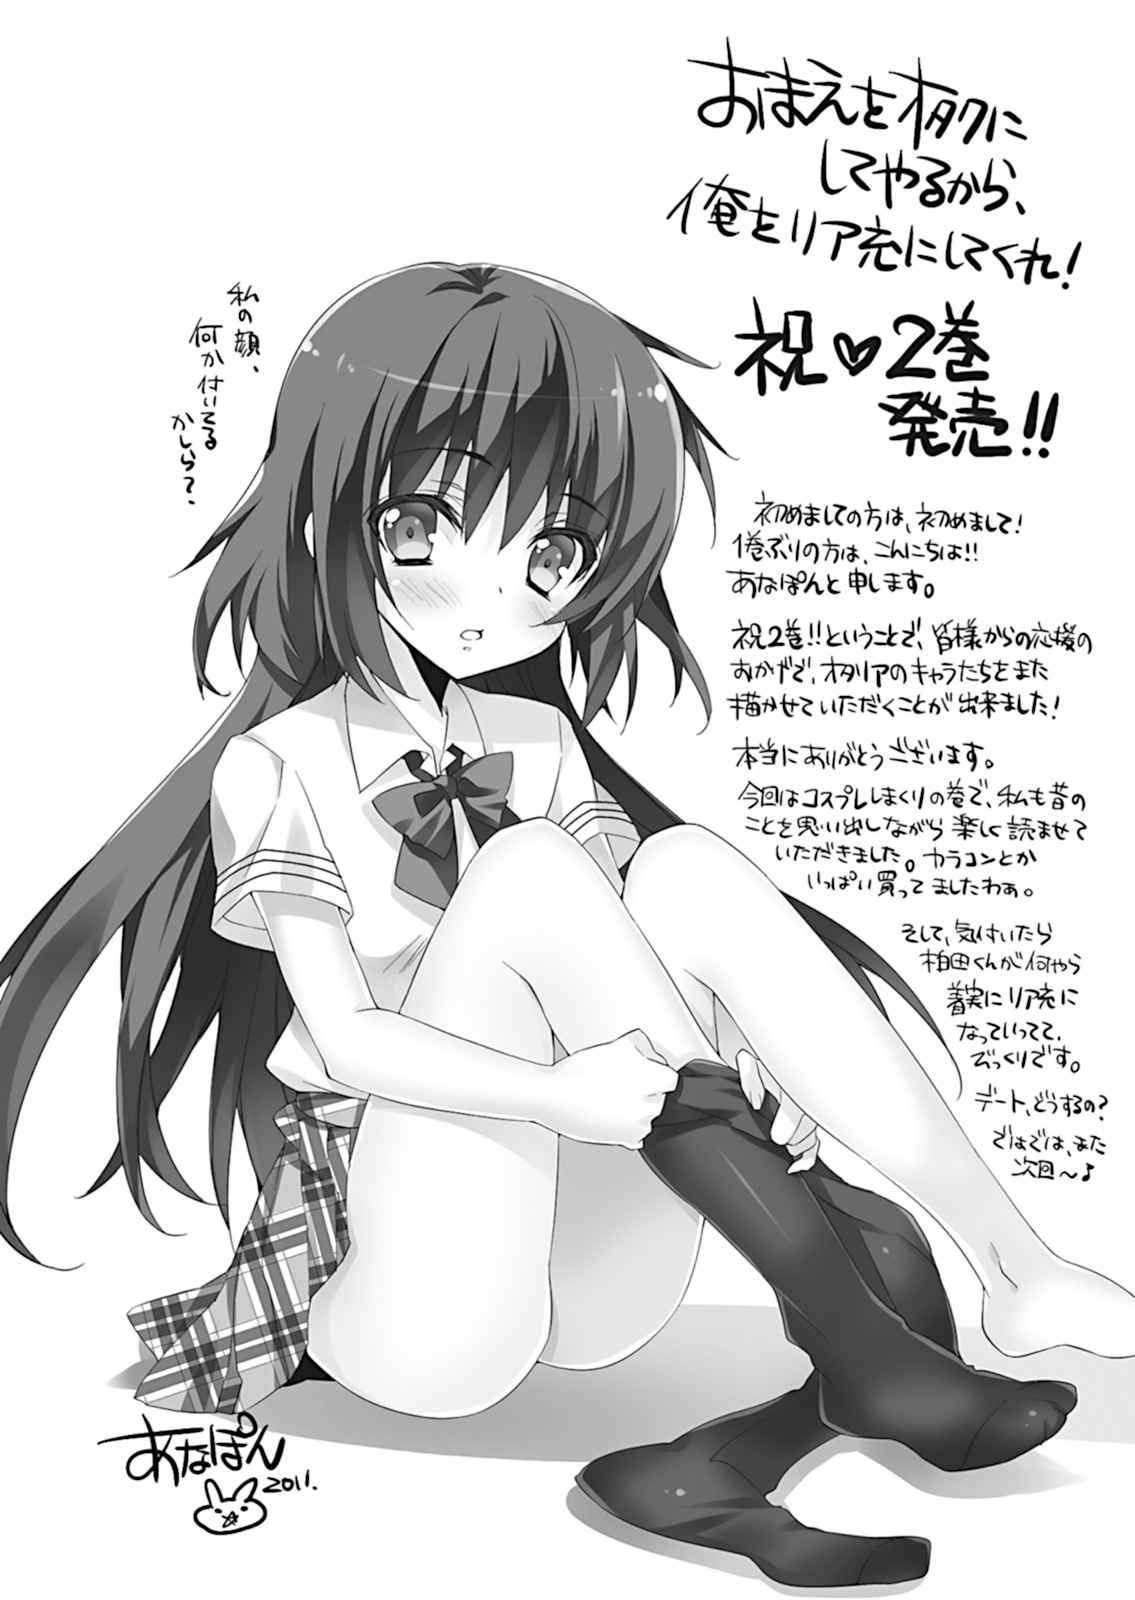 おまえをオタクに
してやるから、
俺をリア充にしてくれ!
祝♡2巻
発売!!
私の顔、
何か付いてる
かしら?
初めましての方は、初めまして!
1巻ぶりの方は、こんにちは!!
あなぽんと申します。
祝2巻!!ということで、皆様からの応援の
おかげで、オタリアのキャラたちをまた
描かせていただくことが出来ました!
本当にありがとうございます。
今回はコスプレしまくりの巻で、私も昔の
ことを思い出しながら楽しく読ませて
いただきました。カラコンとか
いっぱい買ってましたわぁ。
そして、気付いたら
柏田くんが何やら
着実にリア充に
なっていってて、
びっくりです。
デート、どうするの?
ではでは、また
次回〜♪
あなぽん
2011.